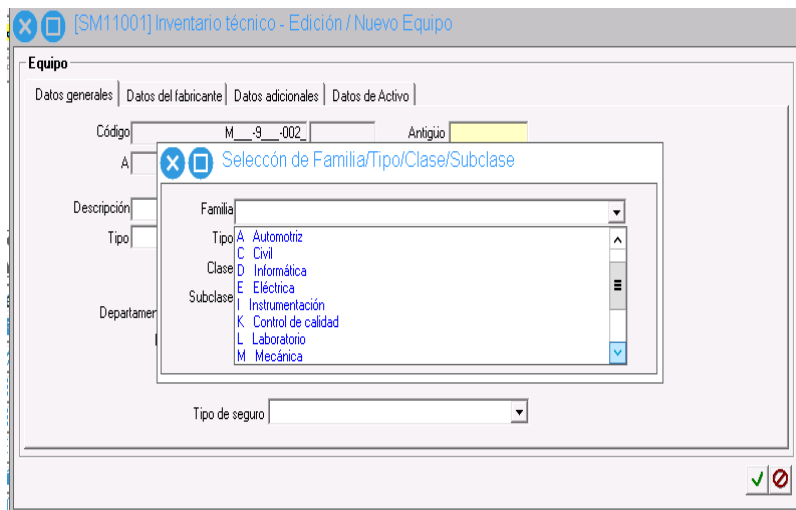 [SM11001] Inventario técnico - Edición / Nuevo Equipo
Equipo
Datos generales Datos del fabricante Datos adicionales Datos de Activo
Código M___-9___-002_ Antigüo
A
Selección de Familia/Tipo/Clase/Subclase
Descripción
Familia
Tipo
Tipo
A Automotriz
C Civil
Clase
D Informática
E Eléctrica
Subclase
I Instrumentación
K Control de calidad
L Laboratorio
M Mecánica
Departamen
Tipo de seguro